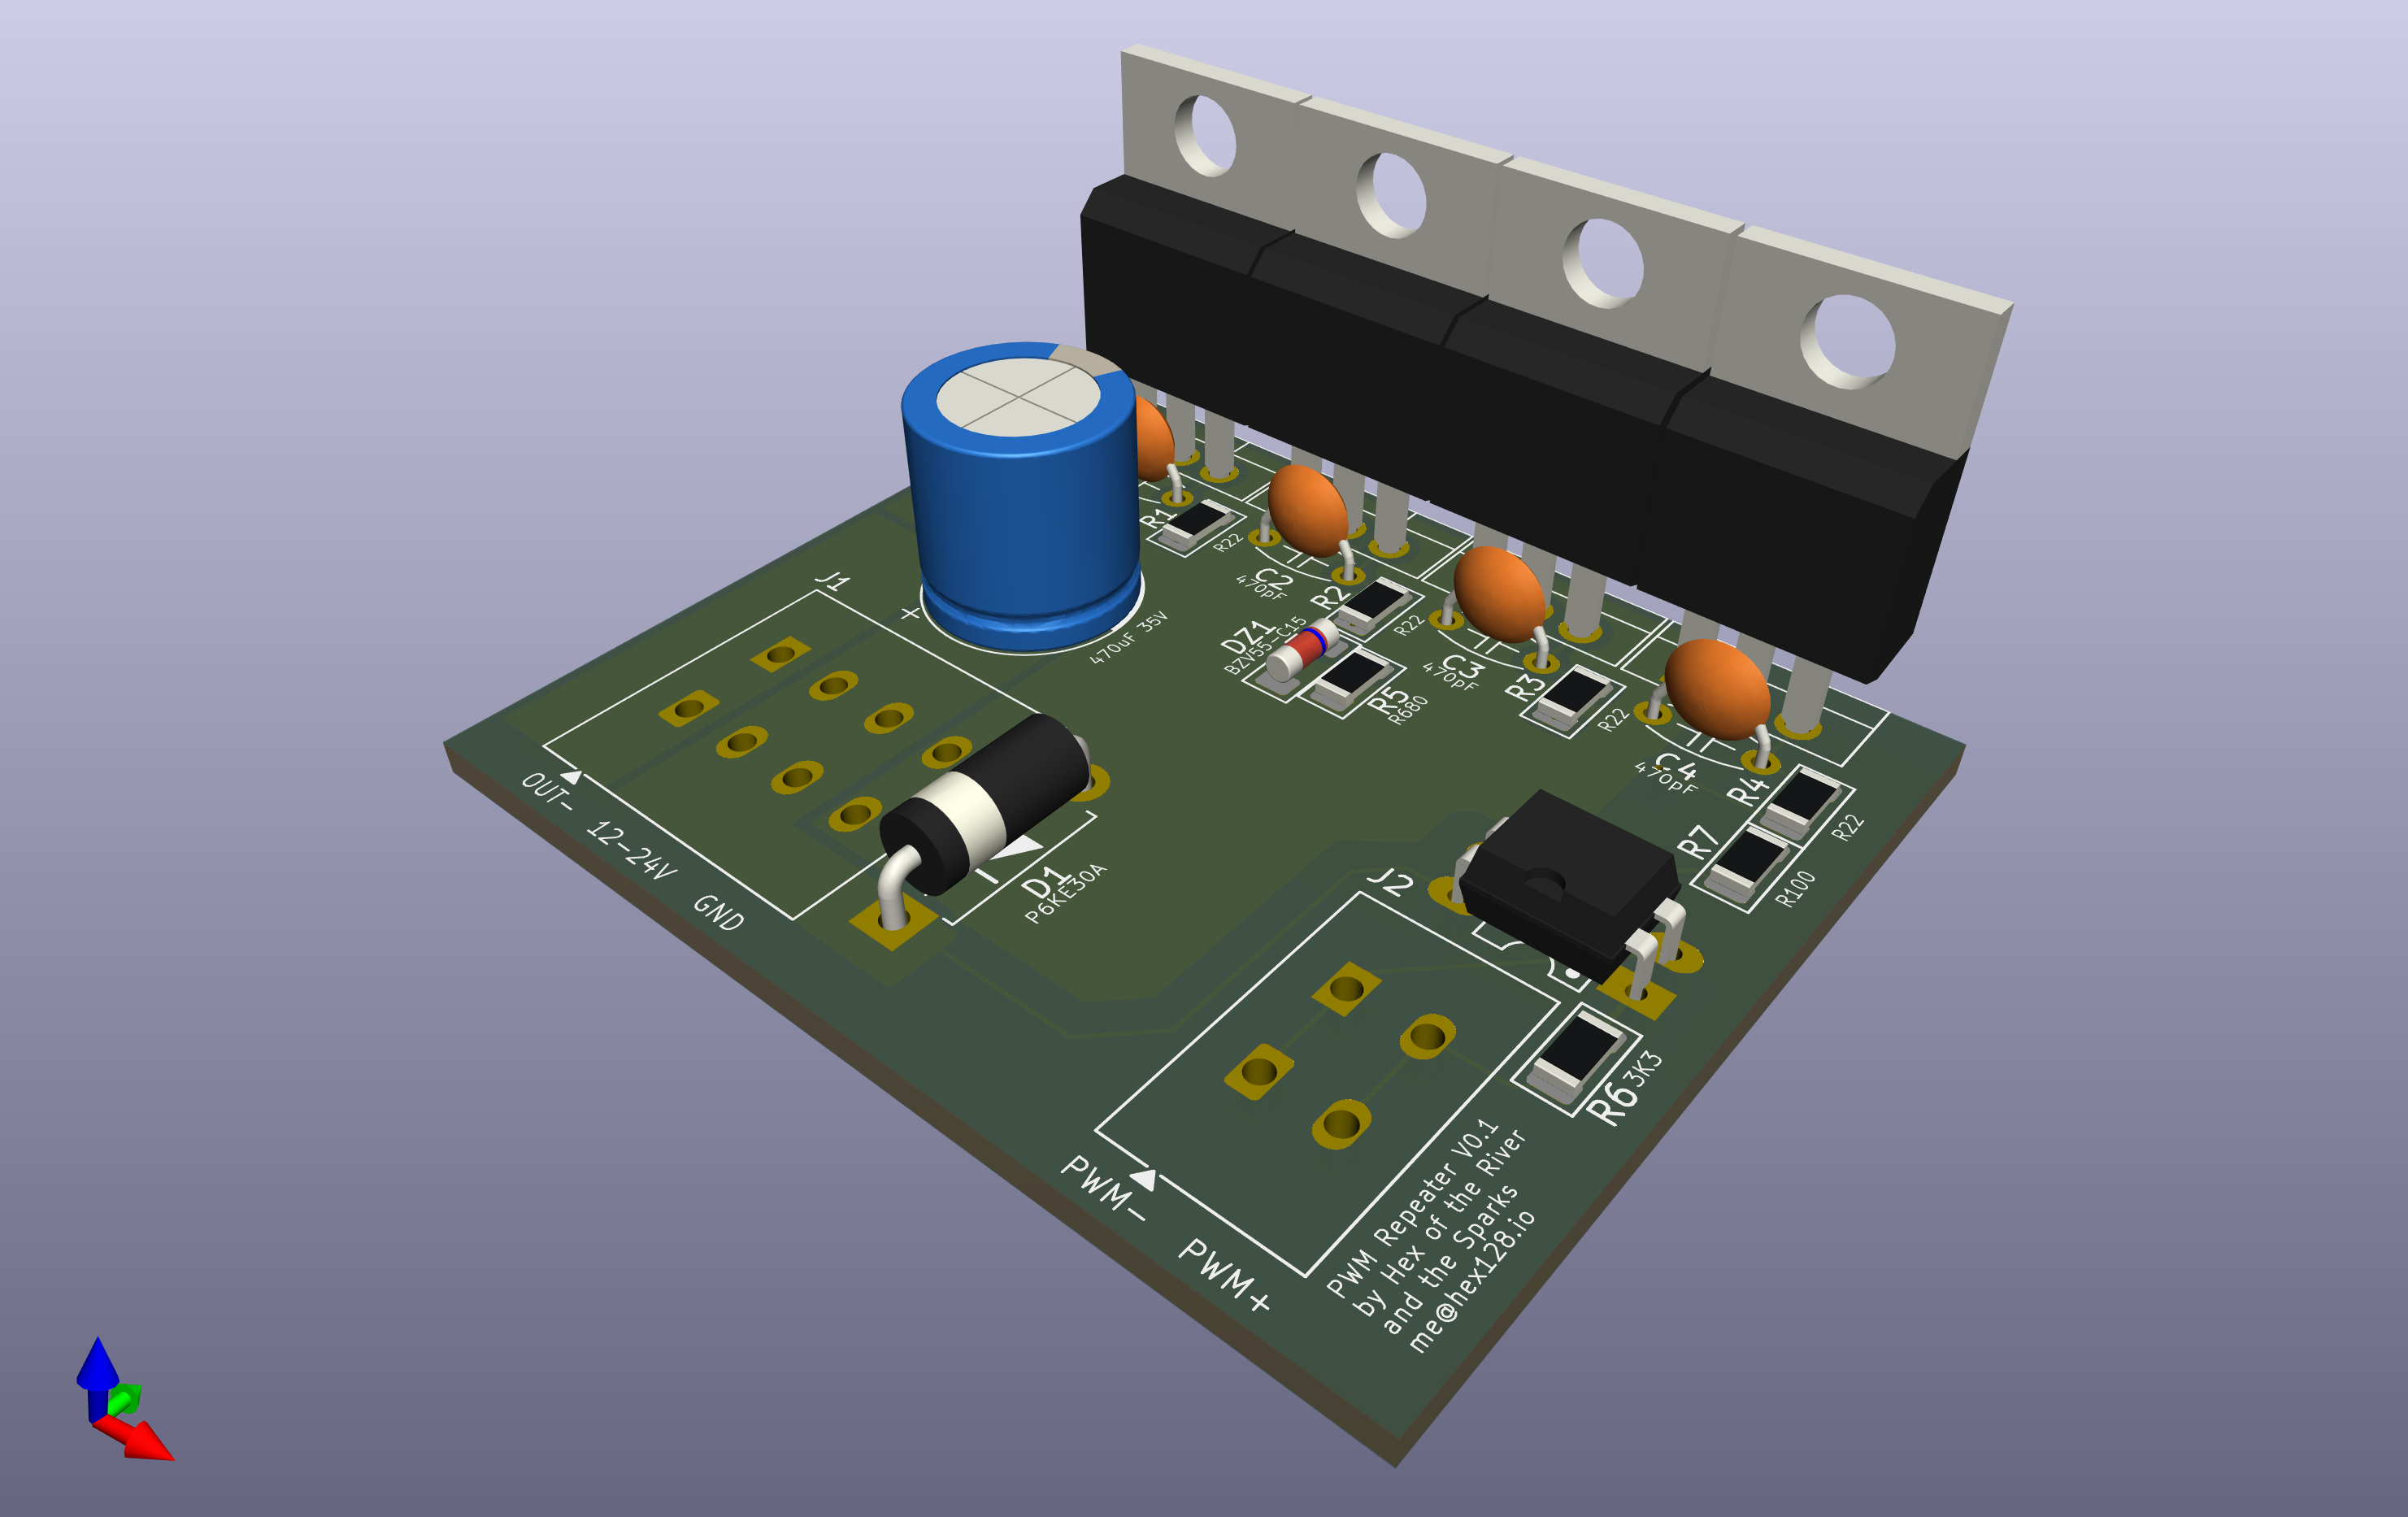 R1
R22
J1
C2
470pF
R2
R22
+
470uF 35V
DZ1
BZV55-C15
R5
R680
C3
470pF
R3
R22
C4
470pF
R4
R22
R7
R100
OUT- 12-24V GND
D1
P6KE30A
J2
R6
3K3
PWM- PWM+
PWM Repeater V0.1
by Hex of the River
and the Sparks
me@hex128.io